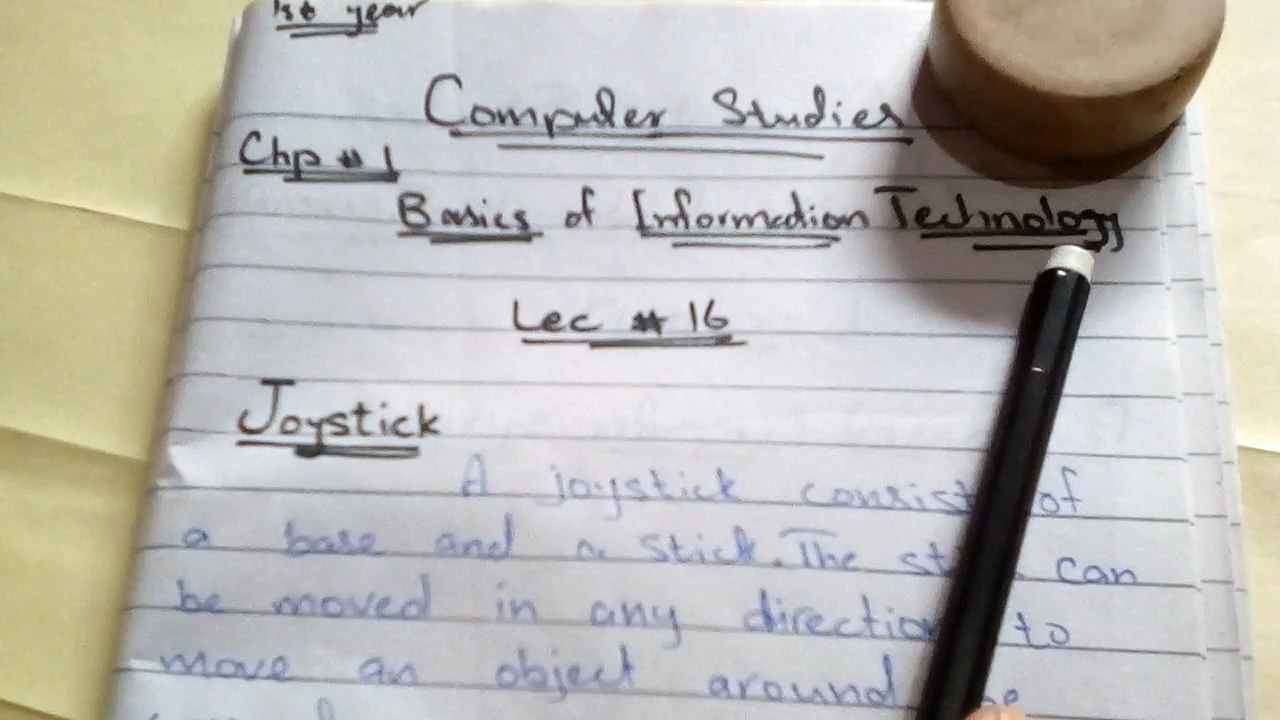 1st year
Computer Studies
Chp # 1
Basics of Information Technology
Lec # 16
Joystick
A joystick consist of
a base and a stick. The can
be moved in any direction to
move an object around